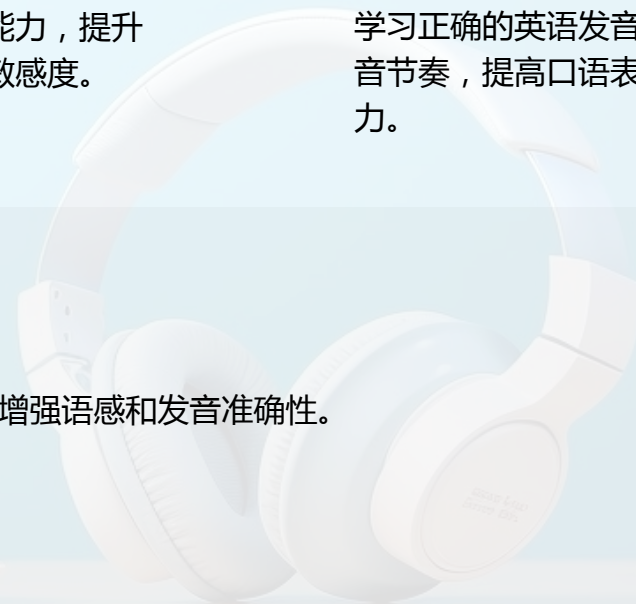 能力，提升
敏感度。
学习正确的英语发音
音节奏，提高口语表
力。
增强语感和发音准确性。